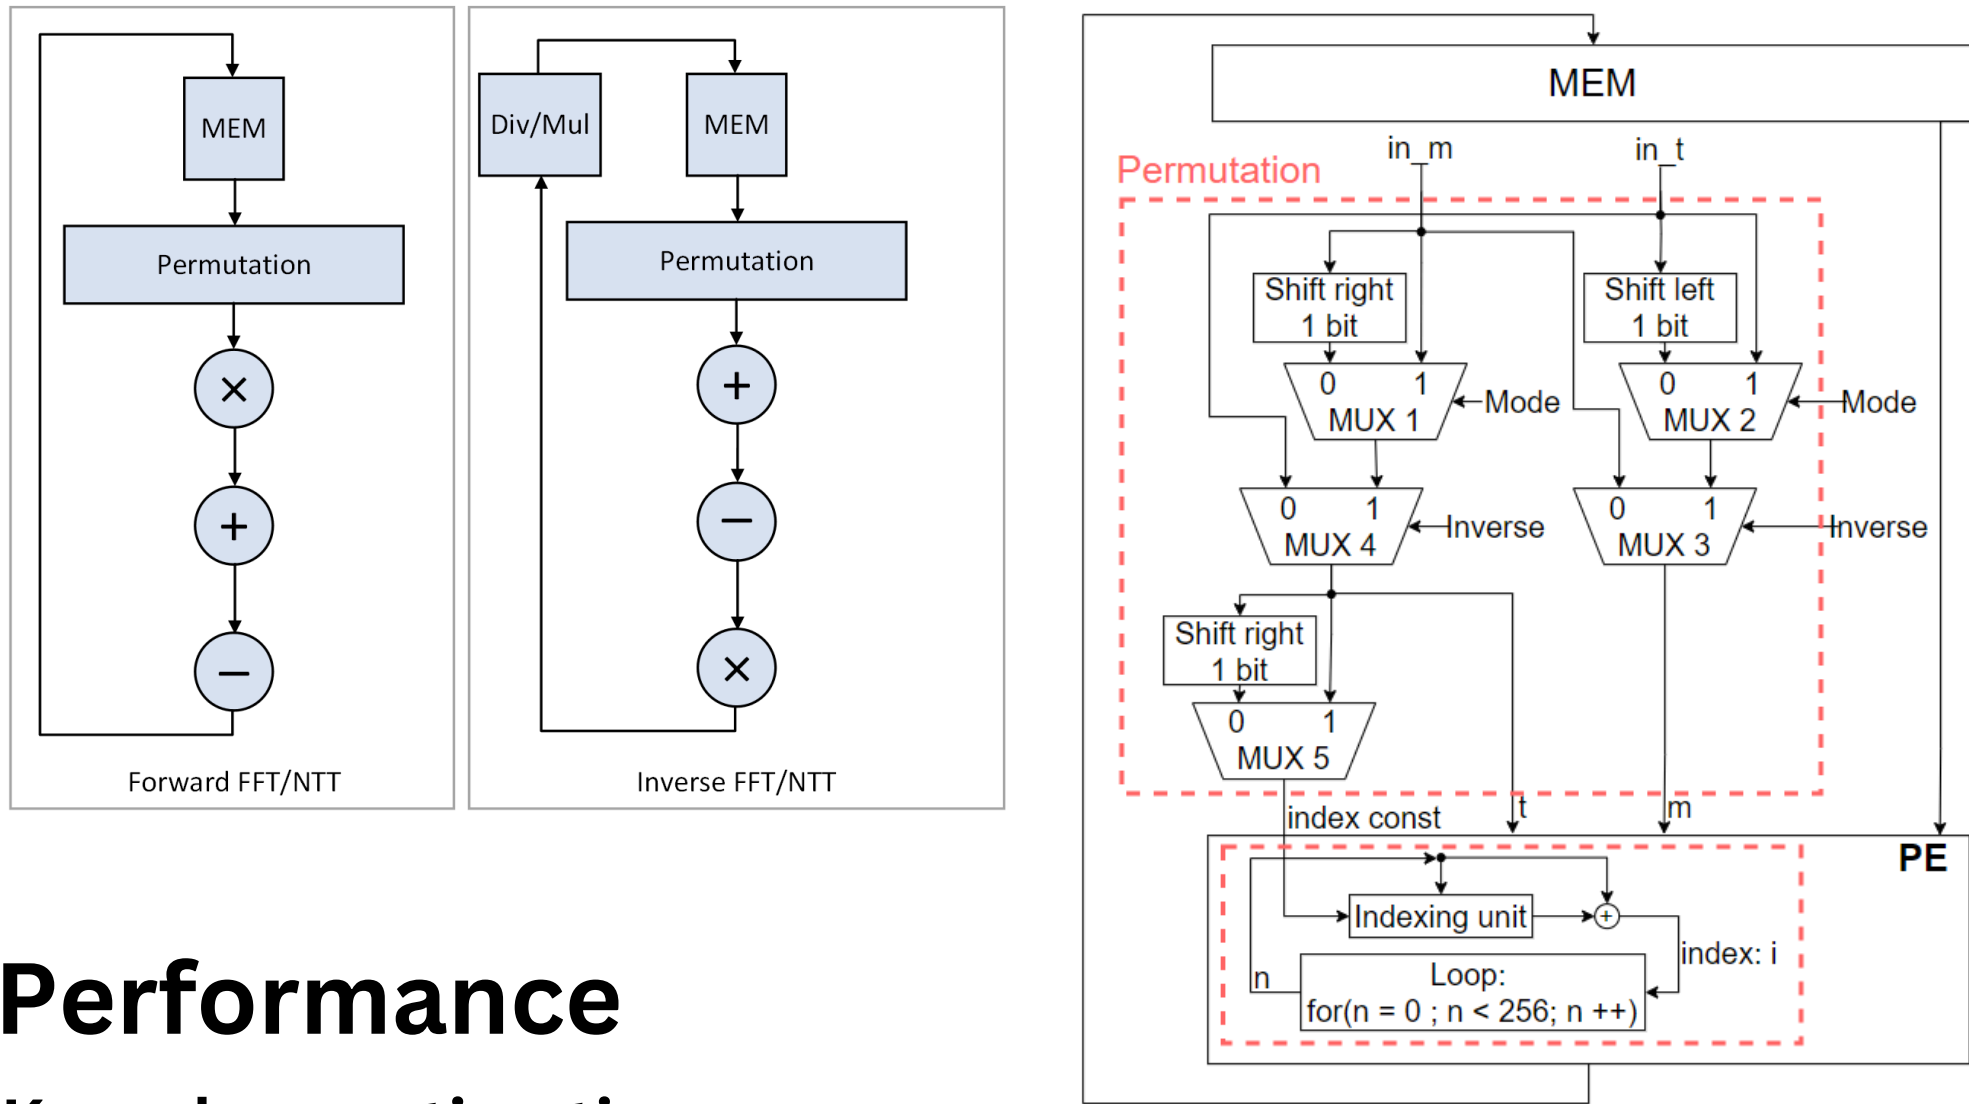 MEM
Permutation
×
+
−
Forward FFT/NTT
Div/Mul
MEM
Permutation
+
−
×
Inverse FFT/NTT
MEM
in_m
in_t
Permutation
Shift right
1 bit
Shift left
1 bit
0 1
MUX 1
Mode
0 1
MUX 2
Mode
0 1
MUX 4
Inverse
0 1
MUX 3
Inverse
Shift right
1 bit
0 1
MUX 5
index const
t
m
PE
Indexing unit
+
index: i
n
Loop:
for(n = 0 ; n < 256; n ++)
Performance